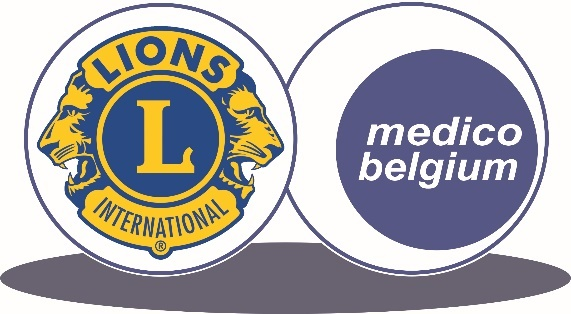 LIONS
L
INTERNATIONAL
®
medico
belgium